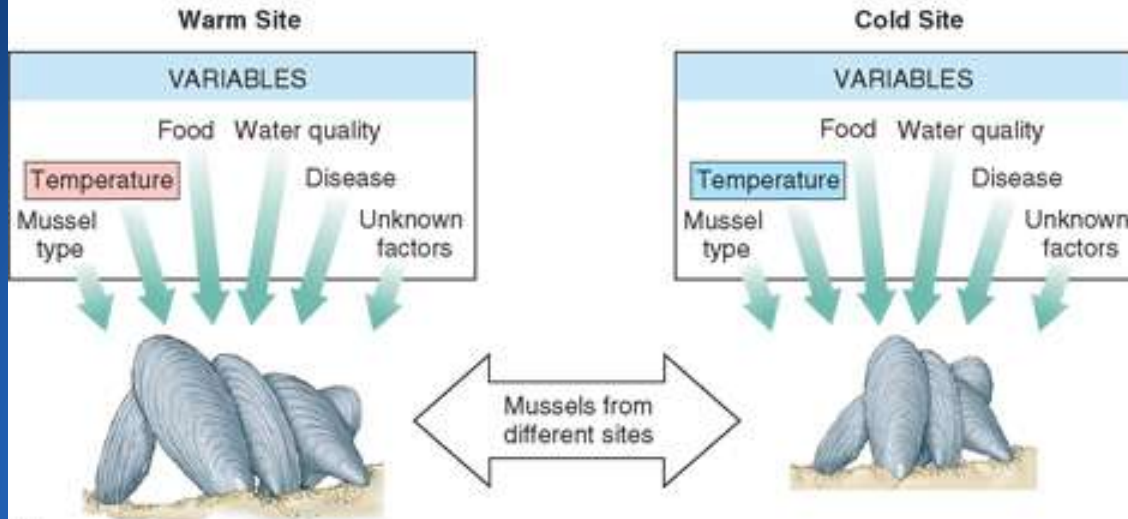 Warm Site
VARIABLES
Food Water quality
Temperature
Disease
Mussel
type
Unknown
factors
Cold Site
VARIABLES
Food Water quality
Temperature
Disease
Mussel
type
Unknown
factors
Mussels from
different sites